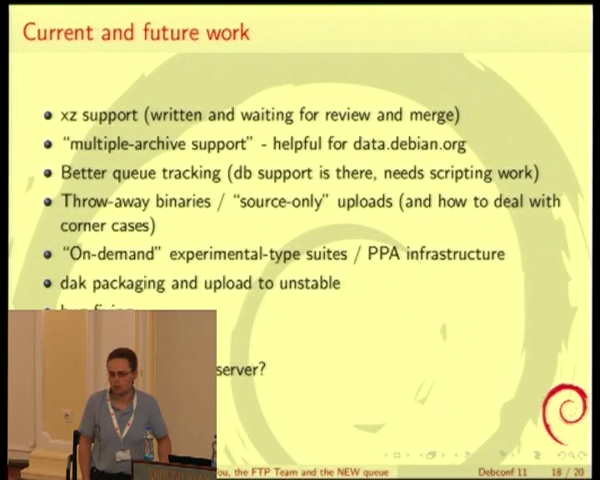 Current and future work
xz support (written and waiting for review and merge)
"multiple-archive support" - helpful for data.debian.org
Better queue tracking (db support is there, needs scripting work)
Throw-away binaries / "source-only" uploads (and how to deal with
corner cases)
"On-demand" experimental-type suites / PPA infrastructure
dak packaging and upload to unstable
server?
ou, the FTP Team and the NEW queue
Debconf 11
18 / 20